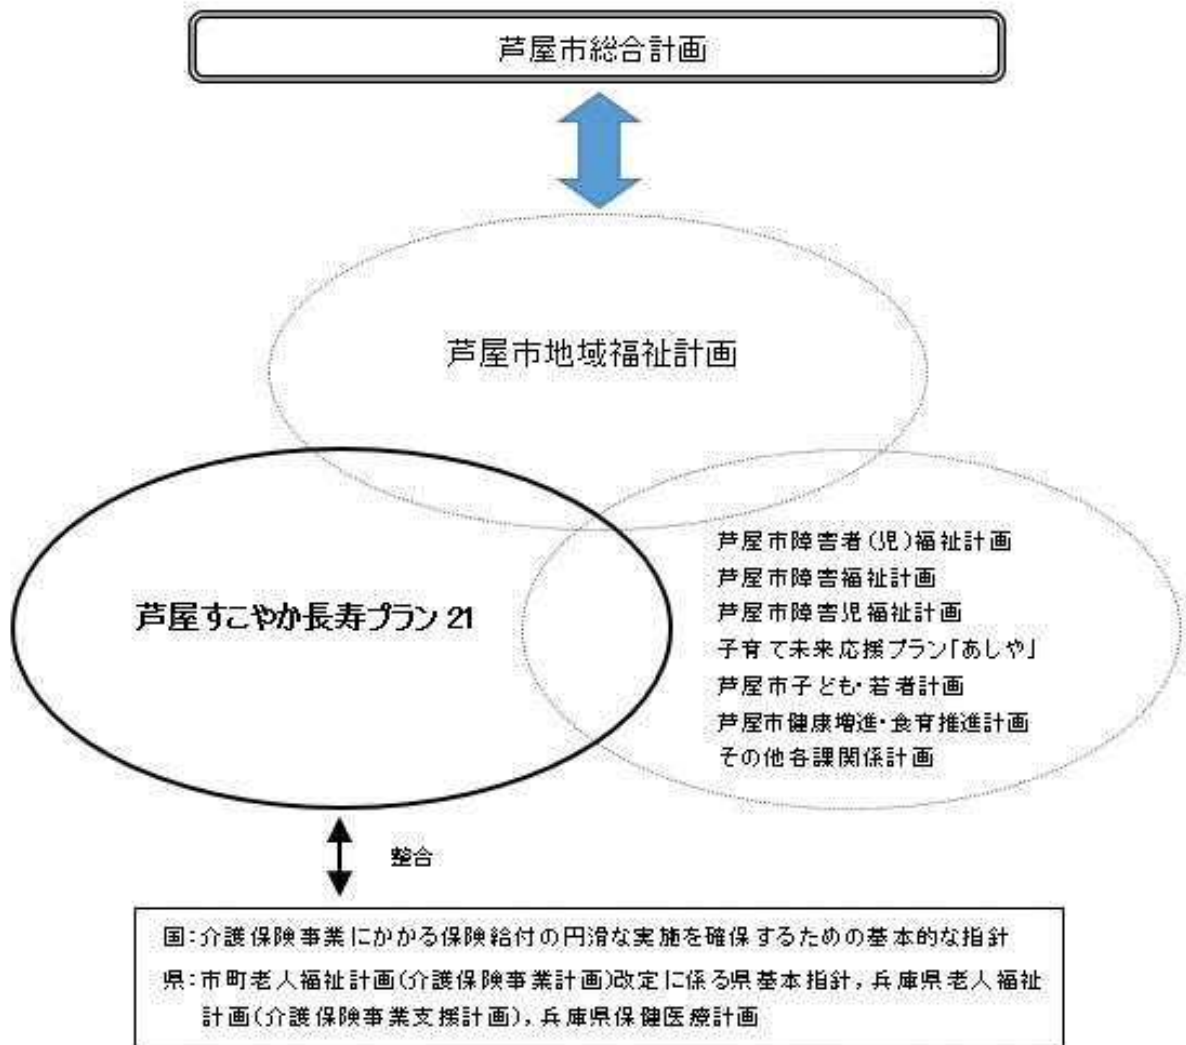 芦屋市総合計画
芦屋市地域福祉計画
芦屋すこやか長寿プラン21
芦屋市障害者(児)福祉計画
芦屋市障害福祉計画
芦屋市障害児福祉計画
子育て未来応援プラン「あしや」
芦屋市子ども・若者計画
芦屋市健康増進・食育推進計画
その他各課関係計画
整合
国:介護保険事業にかかる保険給付の円滑な実施を確保するための基本的な指針
県:市町老人福祉計画(介護保険事業計画)改定に係る県基本指針,兵庫県老人福祉
計画(介護保険事業支援計画),兵庫県保健医療計画